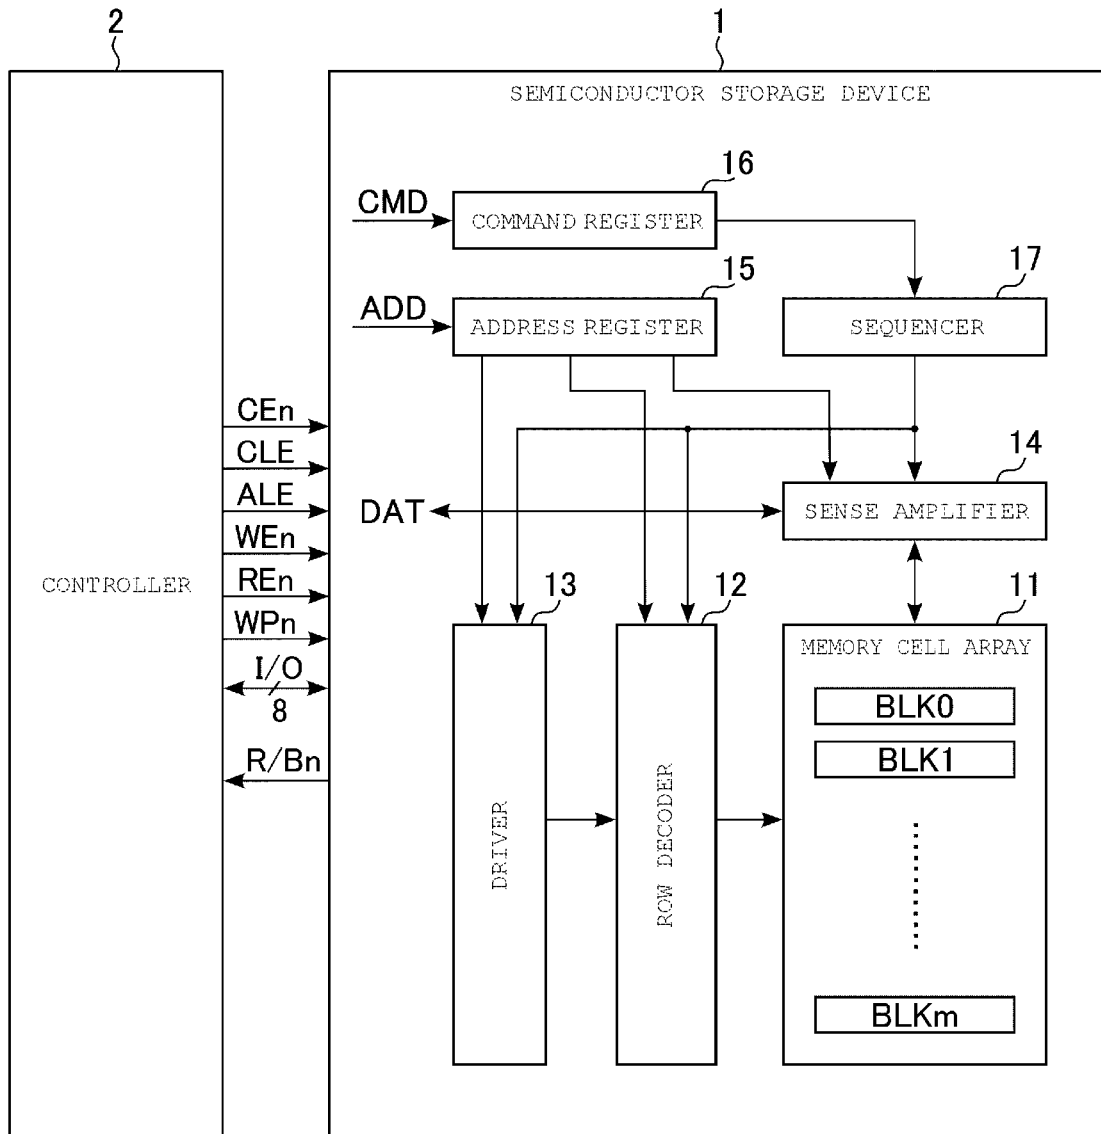 2
1
SEMICONDUCTOR STORAGE DEVICE
16
CMD
COMMAND REGISTER
15
17
ADD
ADDRESS REGISTER
SEQUENCER
CEn
CLE
14
ALE
DAT
SENSE AMPLIFIER
WEn
CONTROLLER
REn
13
12
11
WPn
MEMORY CELL ARRAY
I/O
8
BLK0
R/Bn
BLK1
DRIVER
ROW DECODER
BLKm